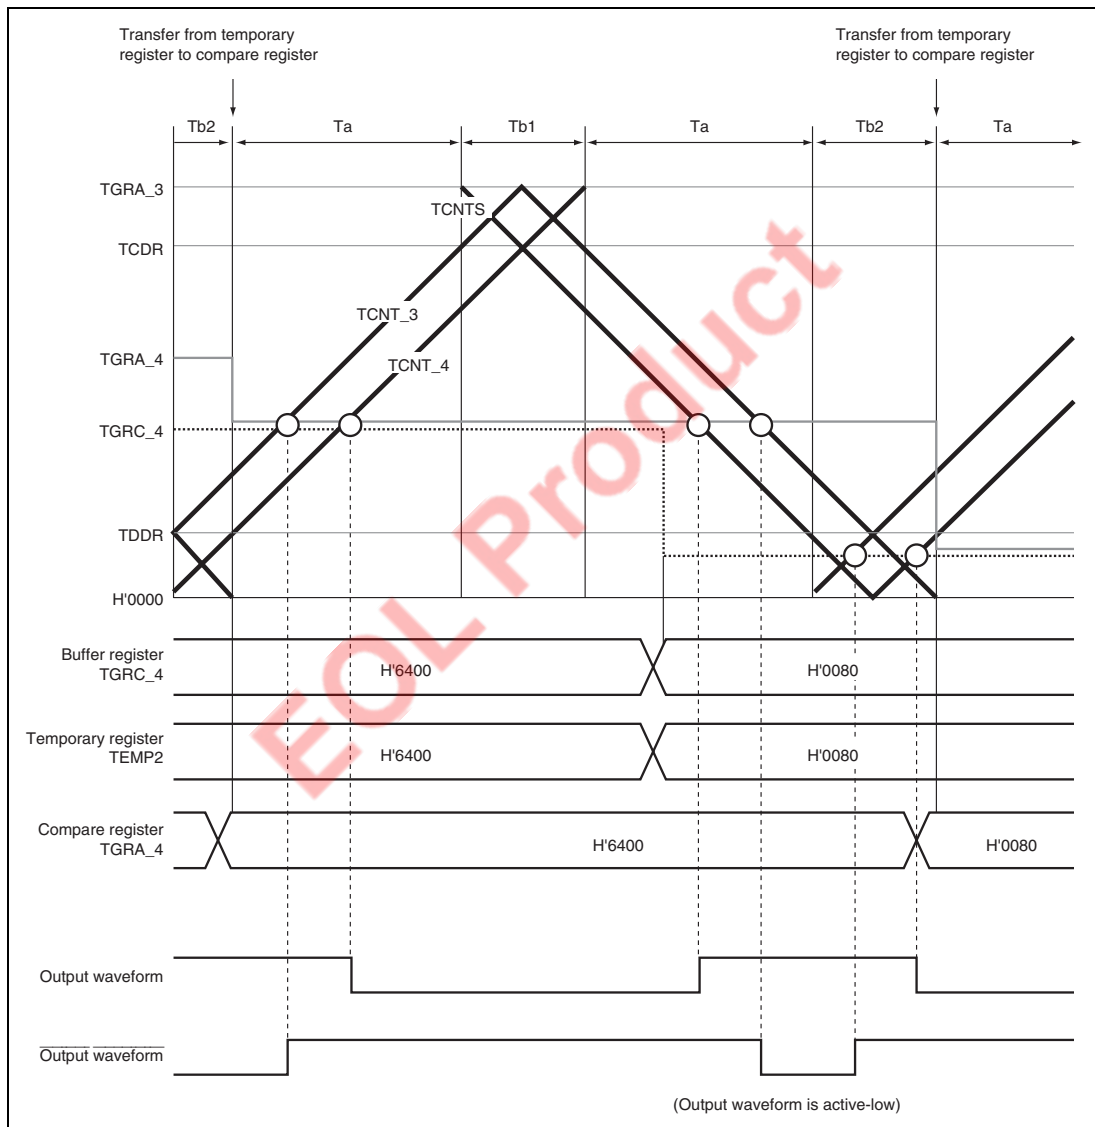 Transfer from temporary
register to compare register
Transfer from temporary
register to compare register
Tb2
Ta
Tb1
Ta
Tb2
Ta
TGRA_3
TCNTS
TCDR
TCNT_3
TGRA_4
TCNT_4
TGRC_4
TDDR
H'0000
Buffer register
TGRC_4
H'6400
H'0080
Temporary register
TEMP2
H'6400
H'0080
Compare register
TGRA_4
H'6400
H'0080
Output waveform
Output waveform
(Output waveform is active-low)
EOL Product